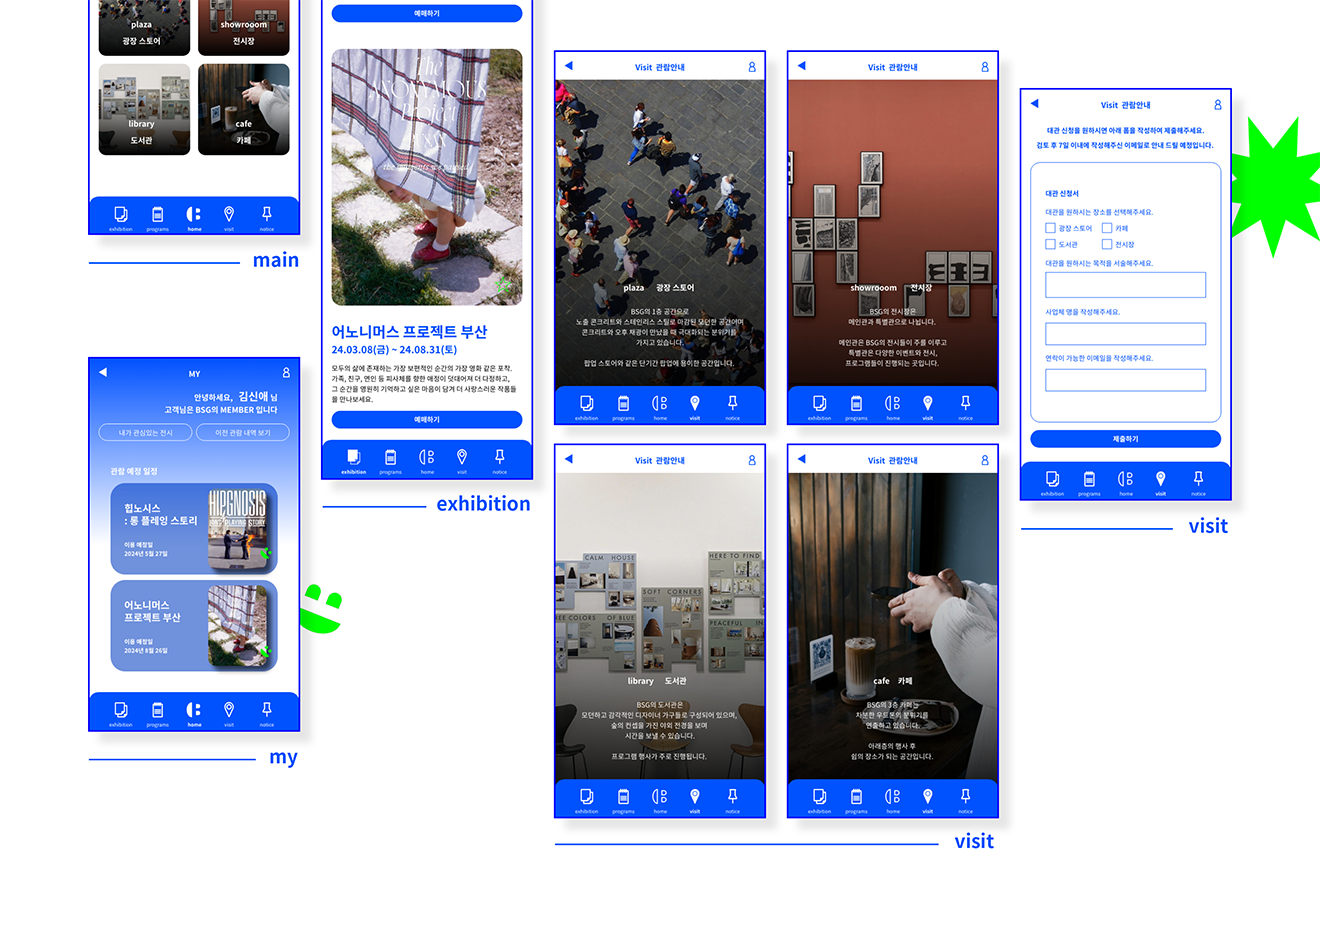 plaza
광장 스토어
showrooom
전시장
library
도서관
cafe
카페
exhibition
programs
home
visit
notice
main
MY
안녕하세요, 김신애 님
고객님은 BSG의 MEMBER 입니다
내가 관심있는 전시
이전 관람 내역 보기
관람 예정 일정
힙노시스
: 롱 플레잉 스토리
이용 예정일
2024년 5월 27일
HIPGNOSIS
LONG PLAYING STORY
어노니머스
프로젝트 부산
이용 예정일
2024년 8월 26일
exhibition
programs
home
visit
notice
my
예매하기
The
ANONYMOUS
Project
어노니머스 프로젝트 부산
24.03.08(금) ~ 24.08.31(토)
모두의 삶에 존재하는 가장 보편적인 순간의 가장 영화 같은 포착.
가족, 친구, 연인 등 피사체를 향한 애정이 덧대어져 더 다정하고,
그 순간을 영원히 기억하고 싶은 마음이 담겨 더 사랑스러운 작품들
을 만나보세요.
예매하기
exhibition
programs
home
visit
notice
exhibition
Visit 관람안내
plaza 광장 스토어
BSG의 1층 공간으로
노출 콘크리트와 스테인리스 스틸로 마감된 모던한 공간이며
콘크리트와 오후 채광이 만났을 때 극대화되는 분위기를
가지고 있습니다.
팝업 스토어와 같은 단기간 팝업에 용이한 공간입니다.
exhibition
programs
home
visit
notice
Visit 관람안내
showrooom 전시장
BSG의 전시장은
메인관과 특별관으로 나뉩니다.
메인관은 BSG의 전시들이 주를 이루고
특별관은 다양한 이벤트와 전시,
프로그램들이 진행되는 곳입니다.
exhibition
programs
home
visit
notice
Visit 관람안내
CALM HOUSE
HERE TO FIND
SOFT CORNERS
FREE COLORS OF BLUE
PEACEFUL IN
library 도서관
BSG의 도서관은
모던하고 감각적인 디자이너 가구들로 구성되어 있으며,
숲의 컨셉을 가진 야외 전경을 보며
시간을 보낼 수 있습니다.
프로그램 행사가 주로 진행됩니다.
exhibition
programs
home
visit
notice
Visit 관람안내
cafe 카페
BSG의 3층 카페는
차분한 우드톤의 분위기를
연출하고 있습니다.
아래층의 행사 후
쉼의 장소가 되는 공간입니다.
exhibition
programs
home
visit
notice
visit
Visit 관람안내
대관 신청을 원하시면 아래 폼을 작성하여 제출해주세요.
검토 후 7일 이내에 작성해주신 이메일로 안내 드릴 예정입니다.
대관 신청서
대관을 원하시는 장소를 선택해주세요.
광장 스토어
카페
도서관
전시장
대관을 원하시는 목적을 서술해주세요.
사업체 명을 작성해주세요.
연락이 가능한 이메일을 작성해주세요.
제출하기
exhibition
programs
home
visit
notice
visit